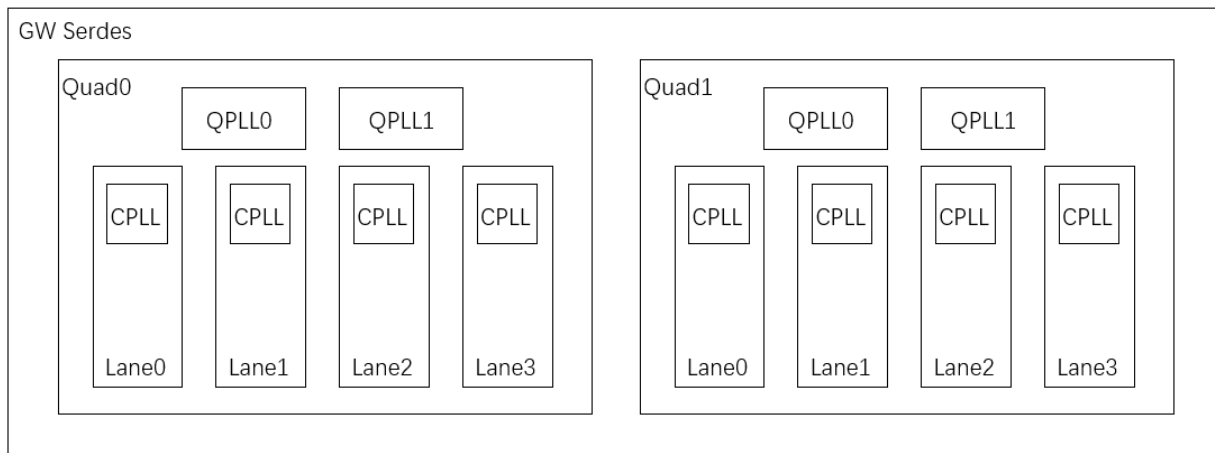 GW Serdes
Quad0
QPLL0
QPLL1
CPLL
CPLL
CPLL
CPLL
Lane0
Lane1
Lane2
Lane3
Quad1
QPLL0
QPLL1
CPLL
CPLL
CPLL
CPLL
Lane0
Lane1
Lane2
Lane3